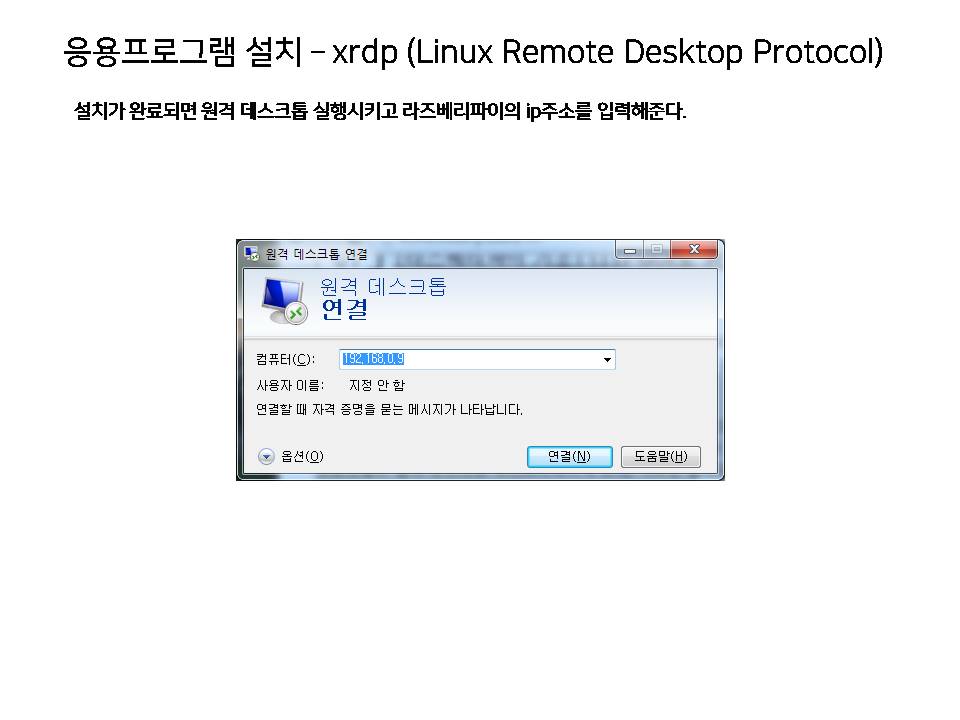 응용프로그램 설치 – xrdp (Linux Remote Desktop Protocol)
설치가 완료되면 원격 데스크톱 실행시키고 라즈베리파이의 ip주소를 입력해준다.
원격 데스크톱 연결
원격 데스크톱
연결
컴퓨터(C): 192.168.0.9
사용자 이름: 지정 안 함
연결할 때 자격 증명을 묻는 메시지가 나타납니다.
옵션(O) 연결(N) 도움말(H)